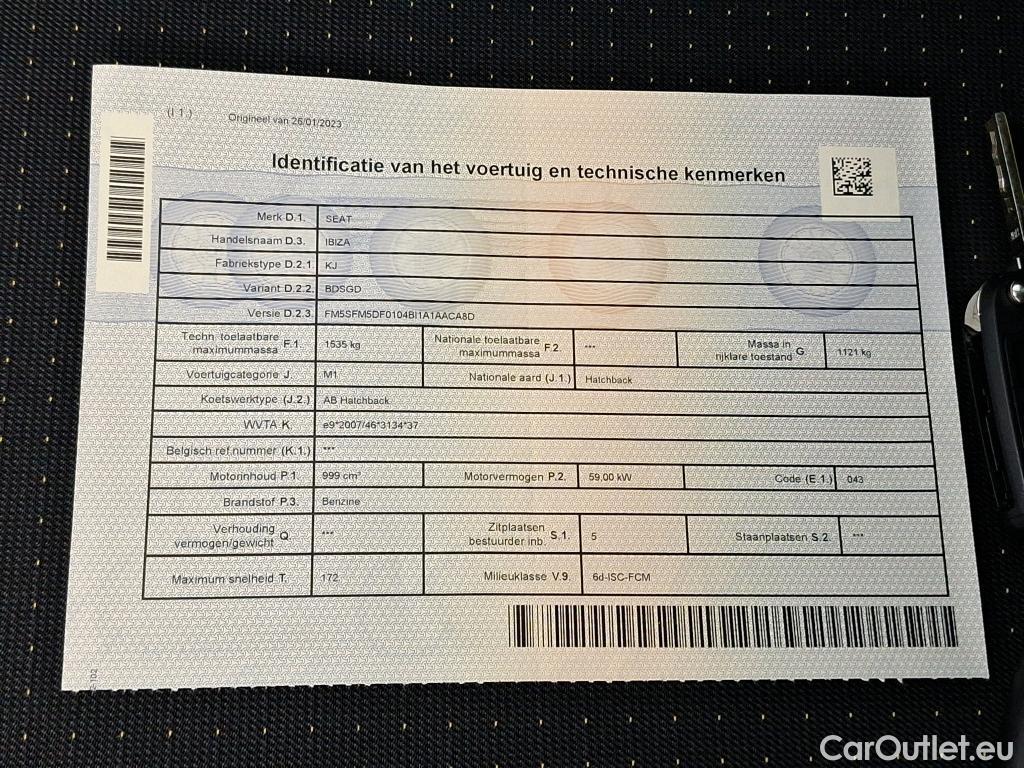 (I 1.)
Origineel van 26/01/2023
Identificatie van het voertuig en technische kenmerken
Merk D.1. SEAT
Handelsnaam D.3. IBIZA
Fabriekstype D.2.1 KJ
Variant D.2.2. BDSGD
Versie D.2.3. FM5SFM5DF0104BI1A1AACA8D
Techn. toelaatbare maximummassa F.1. 1535 kg Nationale toelaatbare maximummassa F.2. --- Massa in rijklare toestand G. 1121 kg
Voertuigcategorie J. M1 Nationale aard (J.1.) Hatchback
Koetswerktype (J.2.) AB Hatchback
WVTA K. e9*2007/46*3134*37
Belgisch ref.nummer (K.1.) ---
Motorinhoud P.1. 999 cm³ Motorvermogen P.2. 59,00 kW Code (E.1.) 043
Brandstof P.3. Benzine
Verhouding vermogen/gewicht Q. --- Zitplaatsen bestuurder inb. S.1. 5 Staanplaatsen S.2. ---
Maximum snelheid T. 172 Milieuklasse V.9. 6d-ISC-FCM
CarOutlet.eu